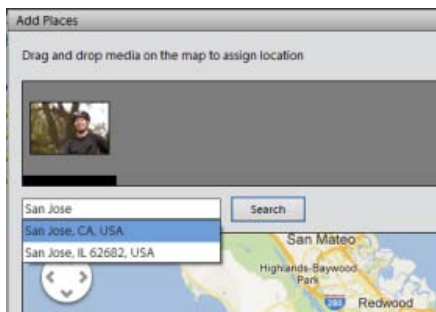 Add Places
Drag and drop media on the map to assign location
San Jose
Search
San Jose, CA, USA
San Jose, IL 62682, USA
San Mateo
Highlands-Baywood
Park
280
Redwood